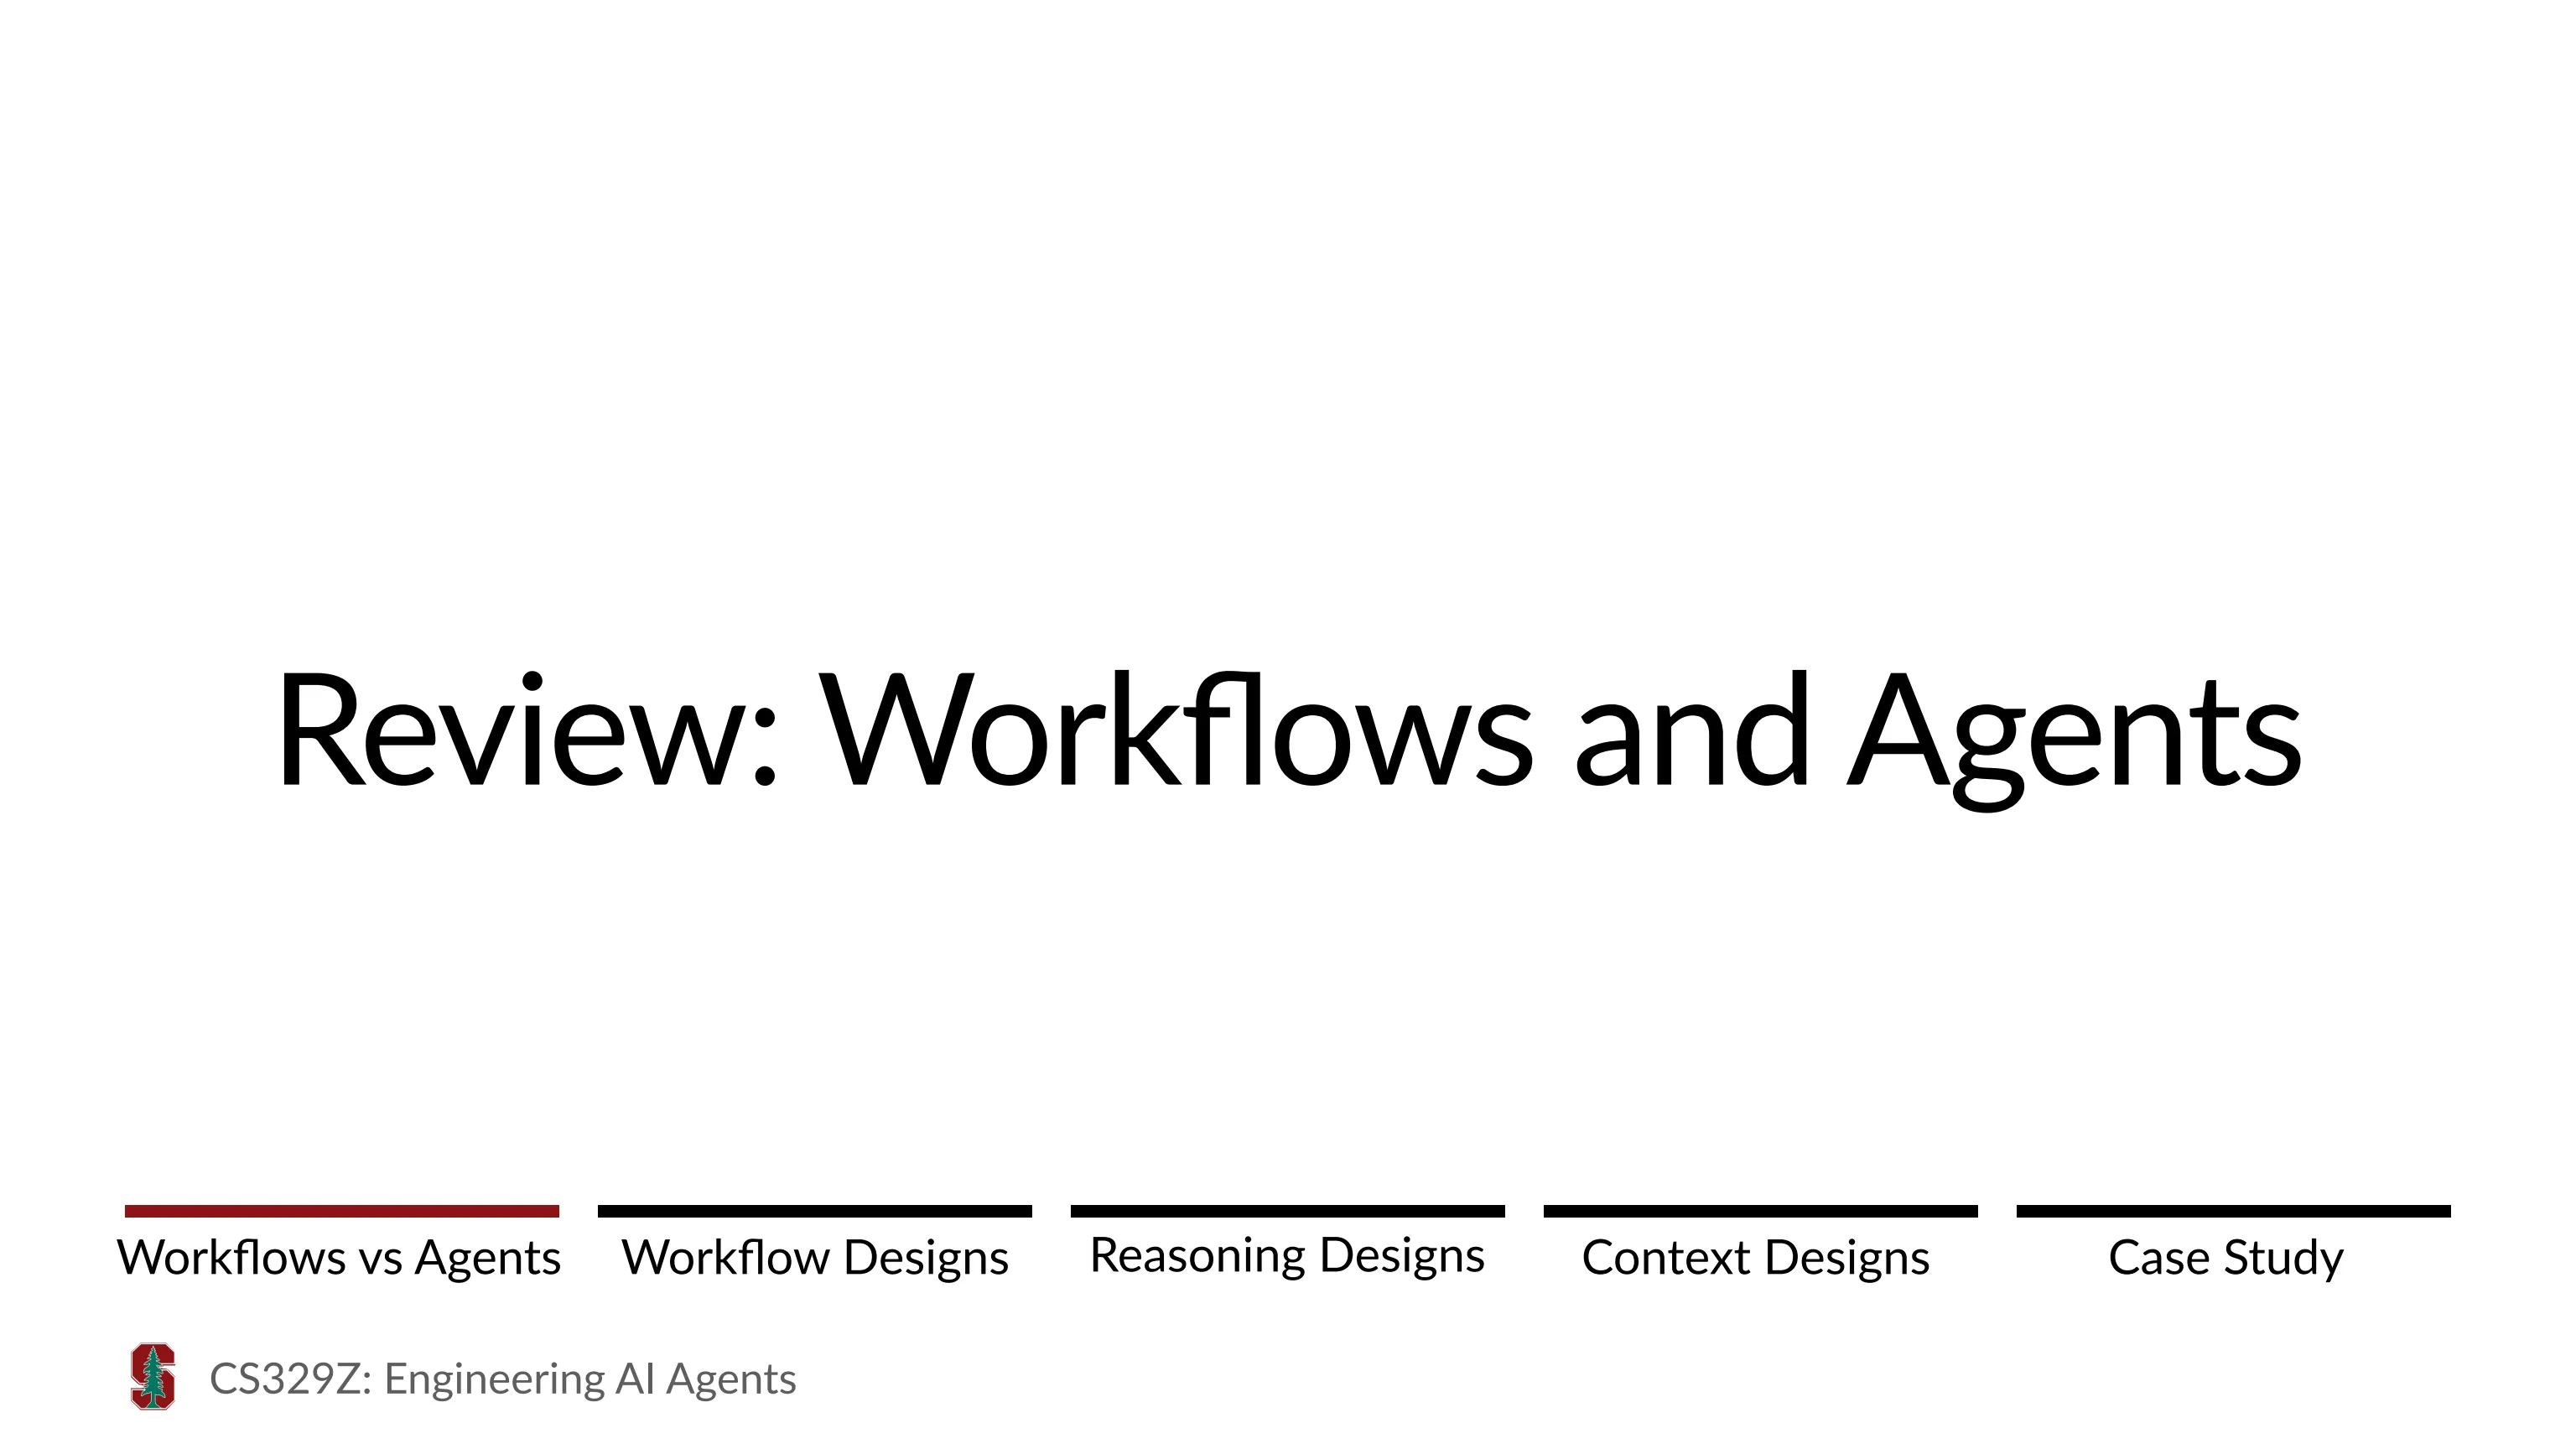 Review: Workflows and Agents
Workflows vs Agents
Workflow Designs
Reasoning Designs
Context Designs
Case Study
CS329Z: Engineering AI Agents